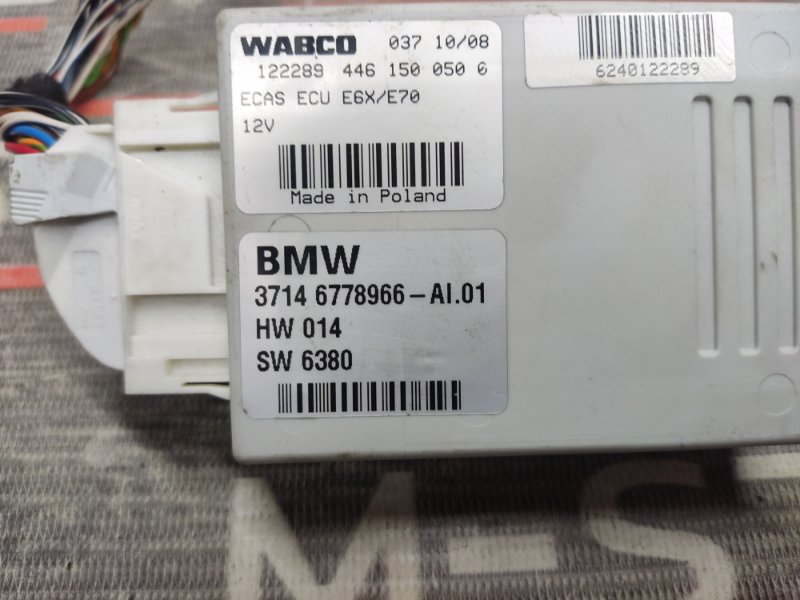 WABCO 037 10/08
122289 446 150 050 6
ECAS ECU E6X/E70
12V
Made in Poland
6240122289
BMW
3714 6778966-AI.01
HW 014
SW 6380
M-S